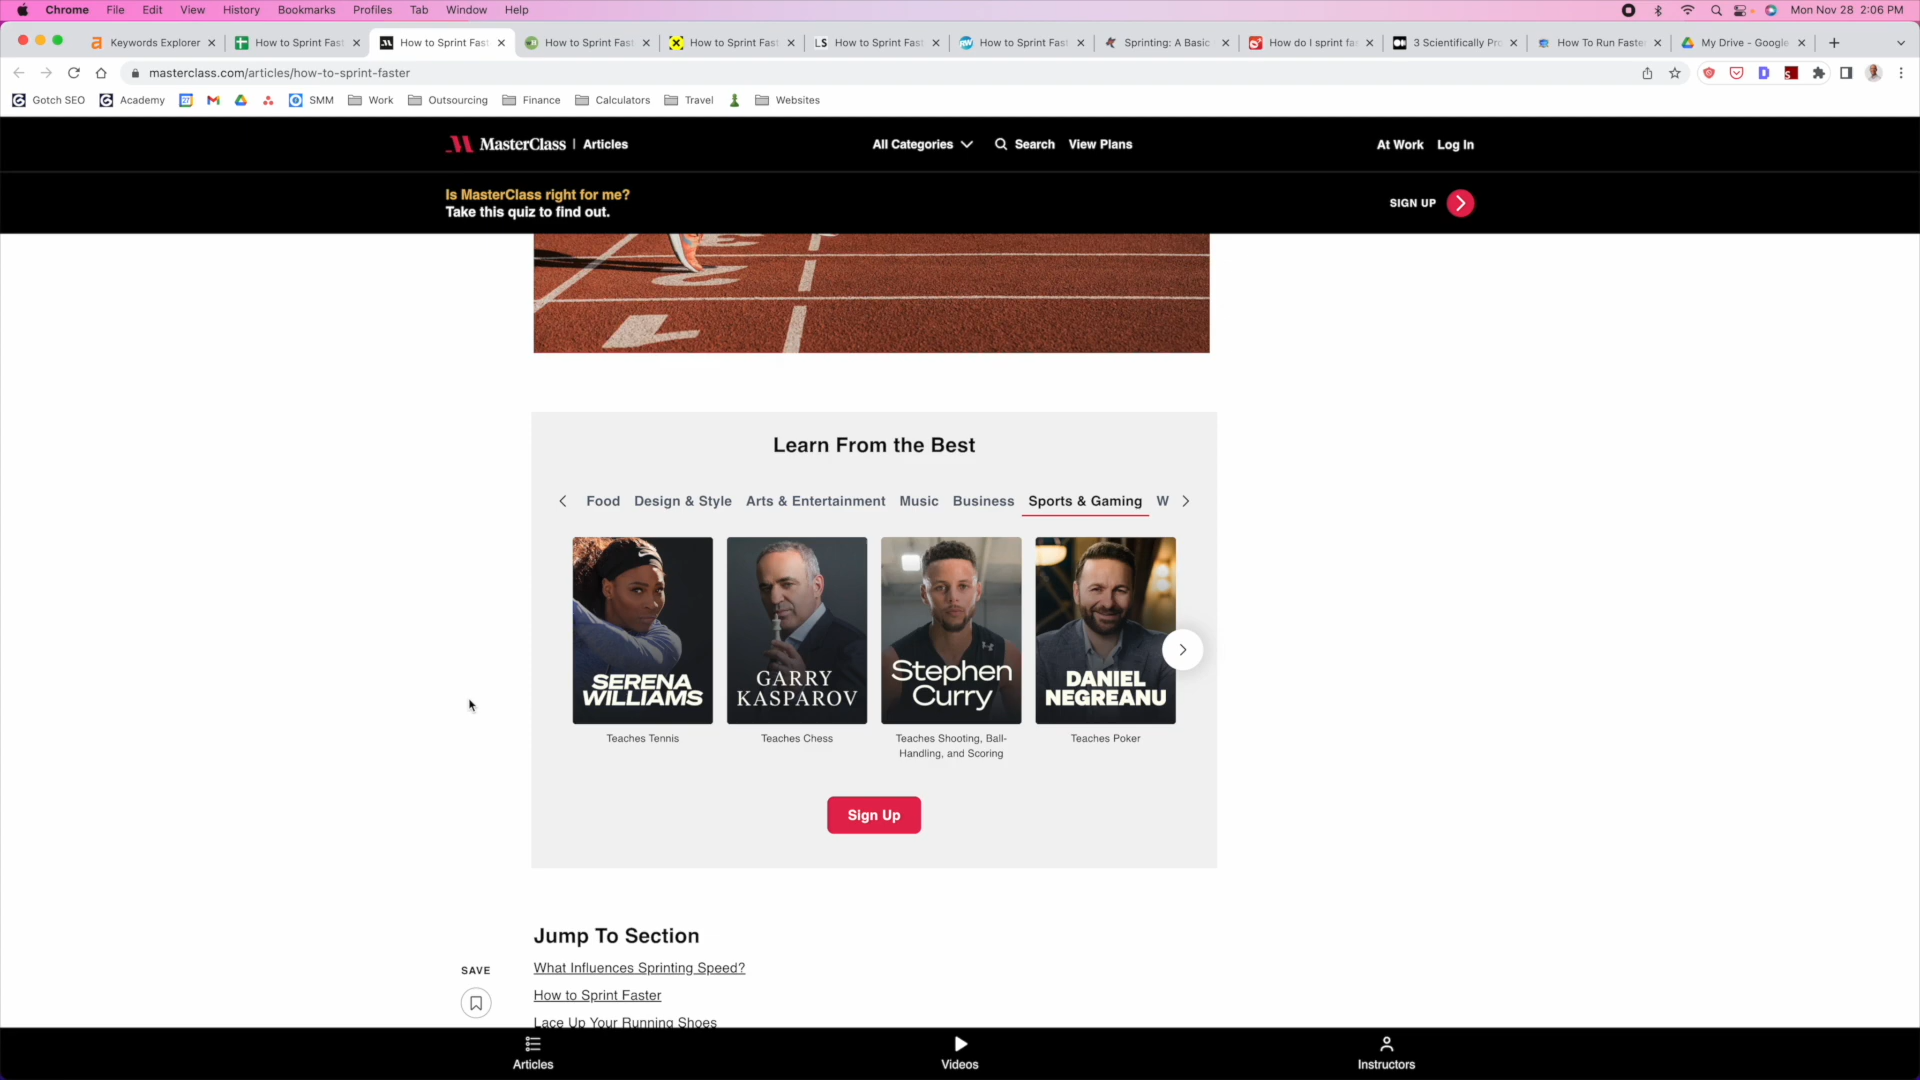 Chrome File Edit View History Bookmarks Profiles Tab Window Help Mon Nov 28 2:06 PM
Keywords Explorer How to Sprint Fast How to Sprint Fas How to Sprint Fas How to Sprint Fast How to Sprint Fast How to Sprint Fast Sprinting: A Basic How do I sprint fa 3 Scientifically Pro How To Run Faster My Drive - Google
masterclass.com/articles/how-to-sprint-faster
Gotch SEO Academy SMM Work Outsourcing Finance Calculators Travel Websites
MasterClass | Articles All Categories Search View Plans At Work Log In
Is MasterClass right for me?
Take this quiz to find out.
SIGN UP
2
1
Learn From the Best
Food Design & Style Arts & Entertainment Music Business Sports & Gaming W
SERENA
WILLIAMS
Teaches Tennis
GARRY
KASPAROV
Teaches Chess
Stephen
Curry
Teaches Shooting, Ball-
Handling, and Scoring
DANIEL
NEGREANU
Teaches Poker
Sign Up
Jump To Section
SAVE
What Influences Sprinting Speed?
How to Sprint Faster
Lace Up Your Running Shoes
Articles Videos Instructors